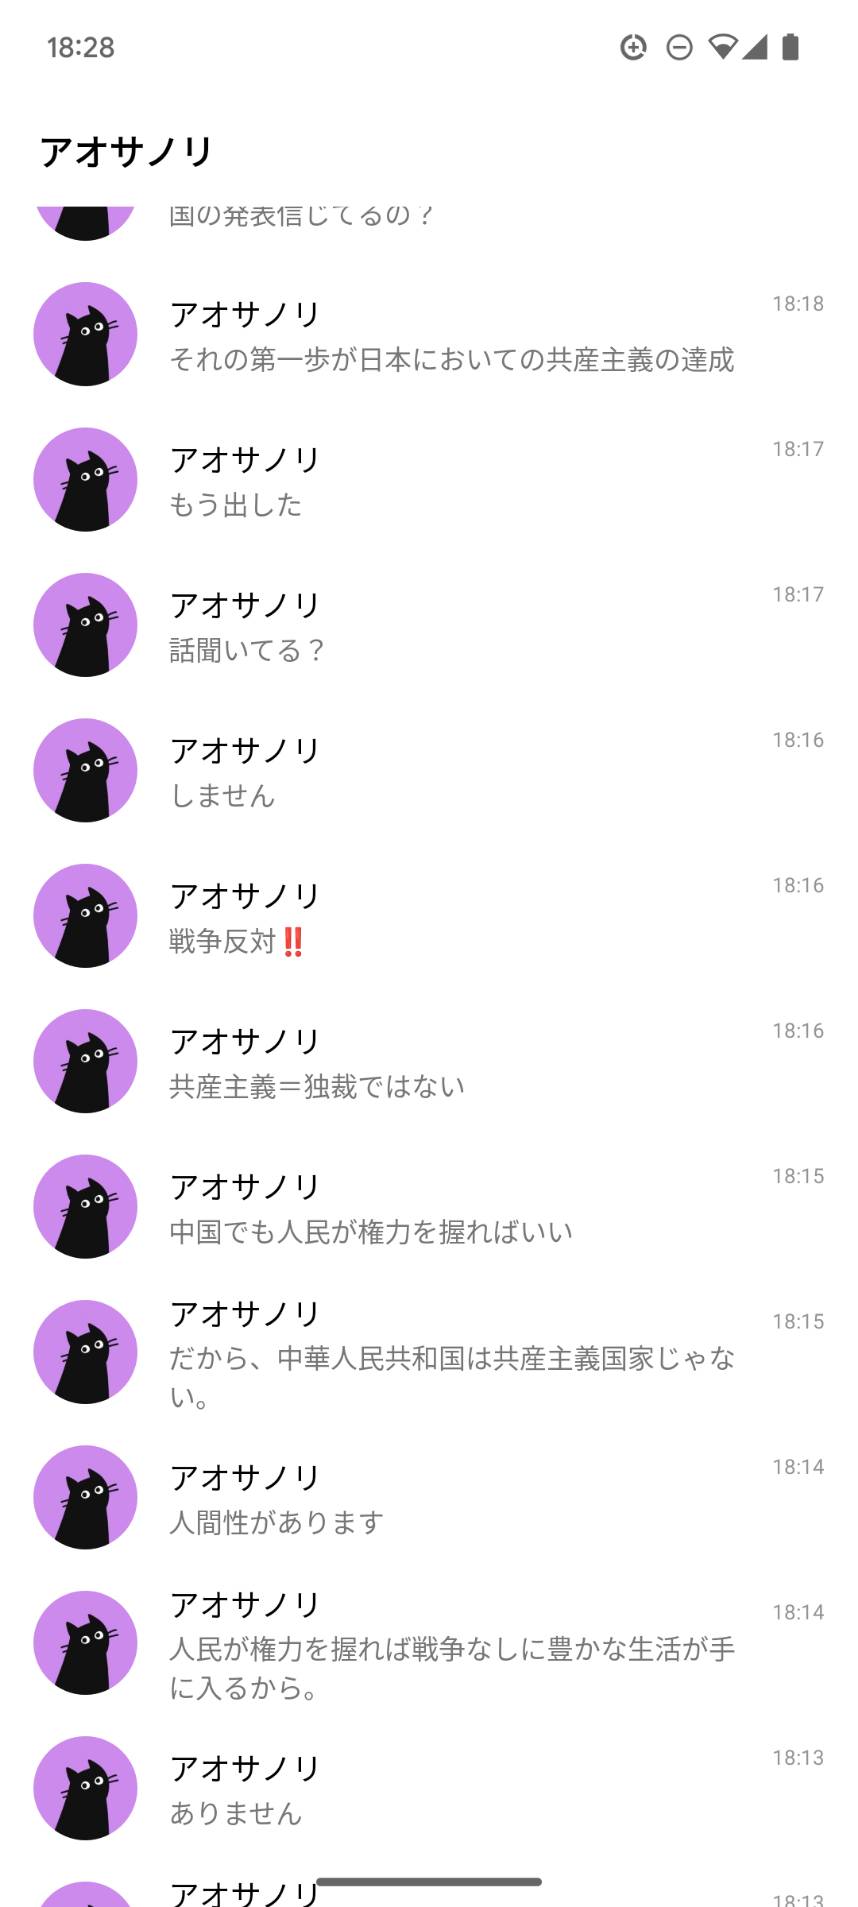 18:28
アオサノリ
国の発表信じてるの？
アオサノリ
18:18
それの第一歩が日本においての共産主義の達成
アオサノリ
18:17
もう出した
アオサノリ
18:17
話聞いてる？
アオサノリ
18:16
しません
アオサノリ
18:16
戦争反対‼️
アオサノリ
18:16
共産主義＝独裁ではない
アオサノリ
18:15
中国でも人民が権力を握ればいい
アオサノリ
18:15
だから、中華人民共和国は共産主義国家じゃな
い。
アオサノリ
18:14
人間性があります
アオサノリ
18:14
人民が権力を握れば戦争なしに豊かな生活が手
に入るから。
アオサノリ
18:13
ありません
アオサノリ
18:13